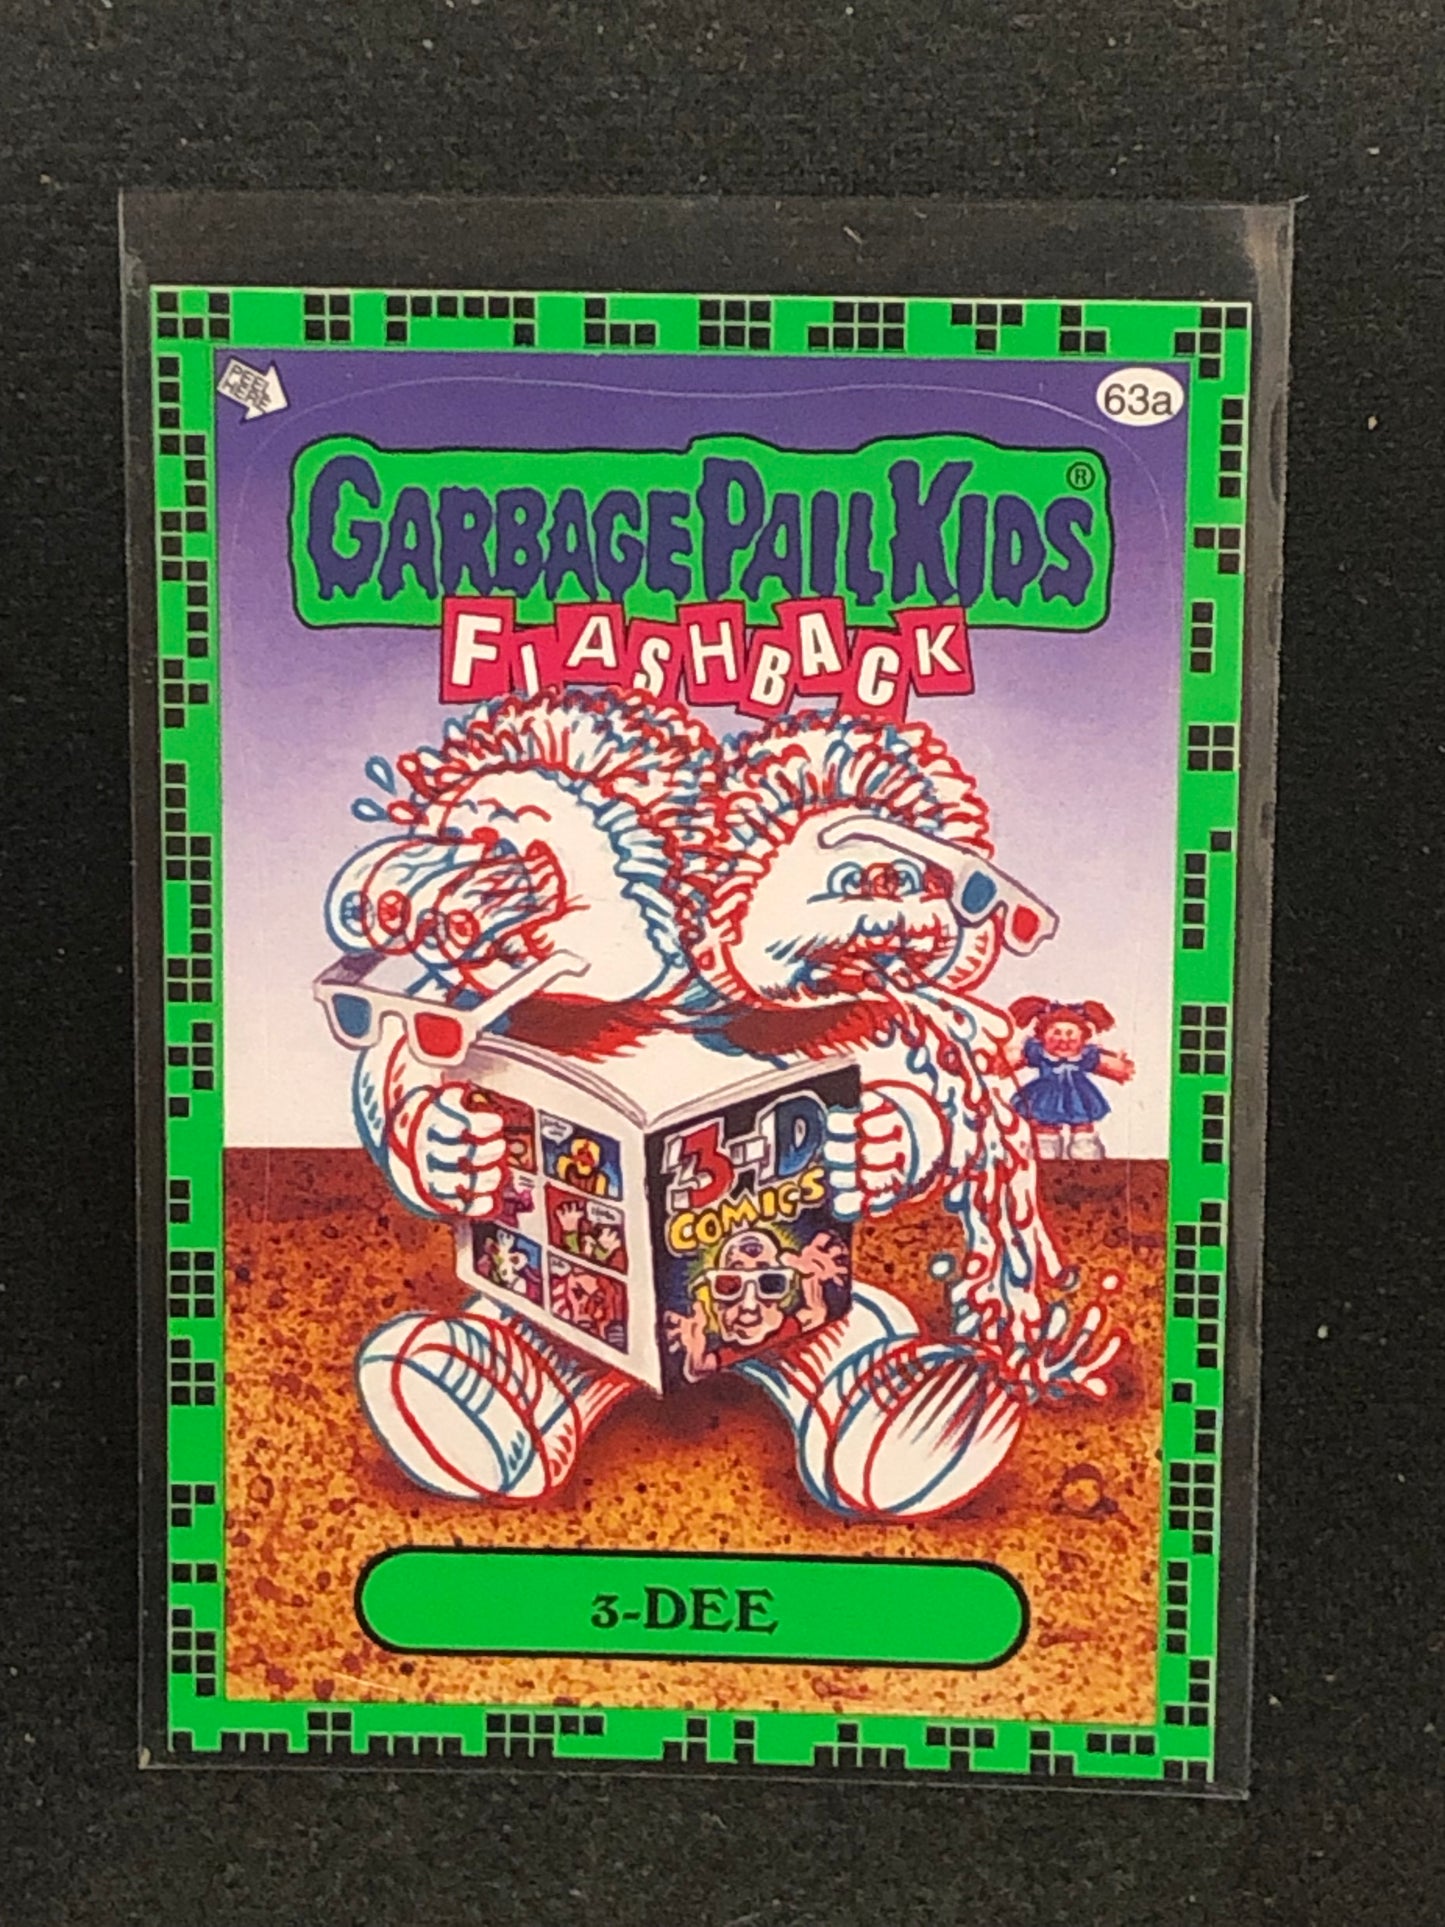 PEEL
HERE
63a
GARBAGE PAIL KIDS®
FLASHBACK
3-D
COMICS
3-DEE